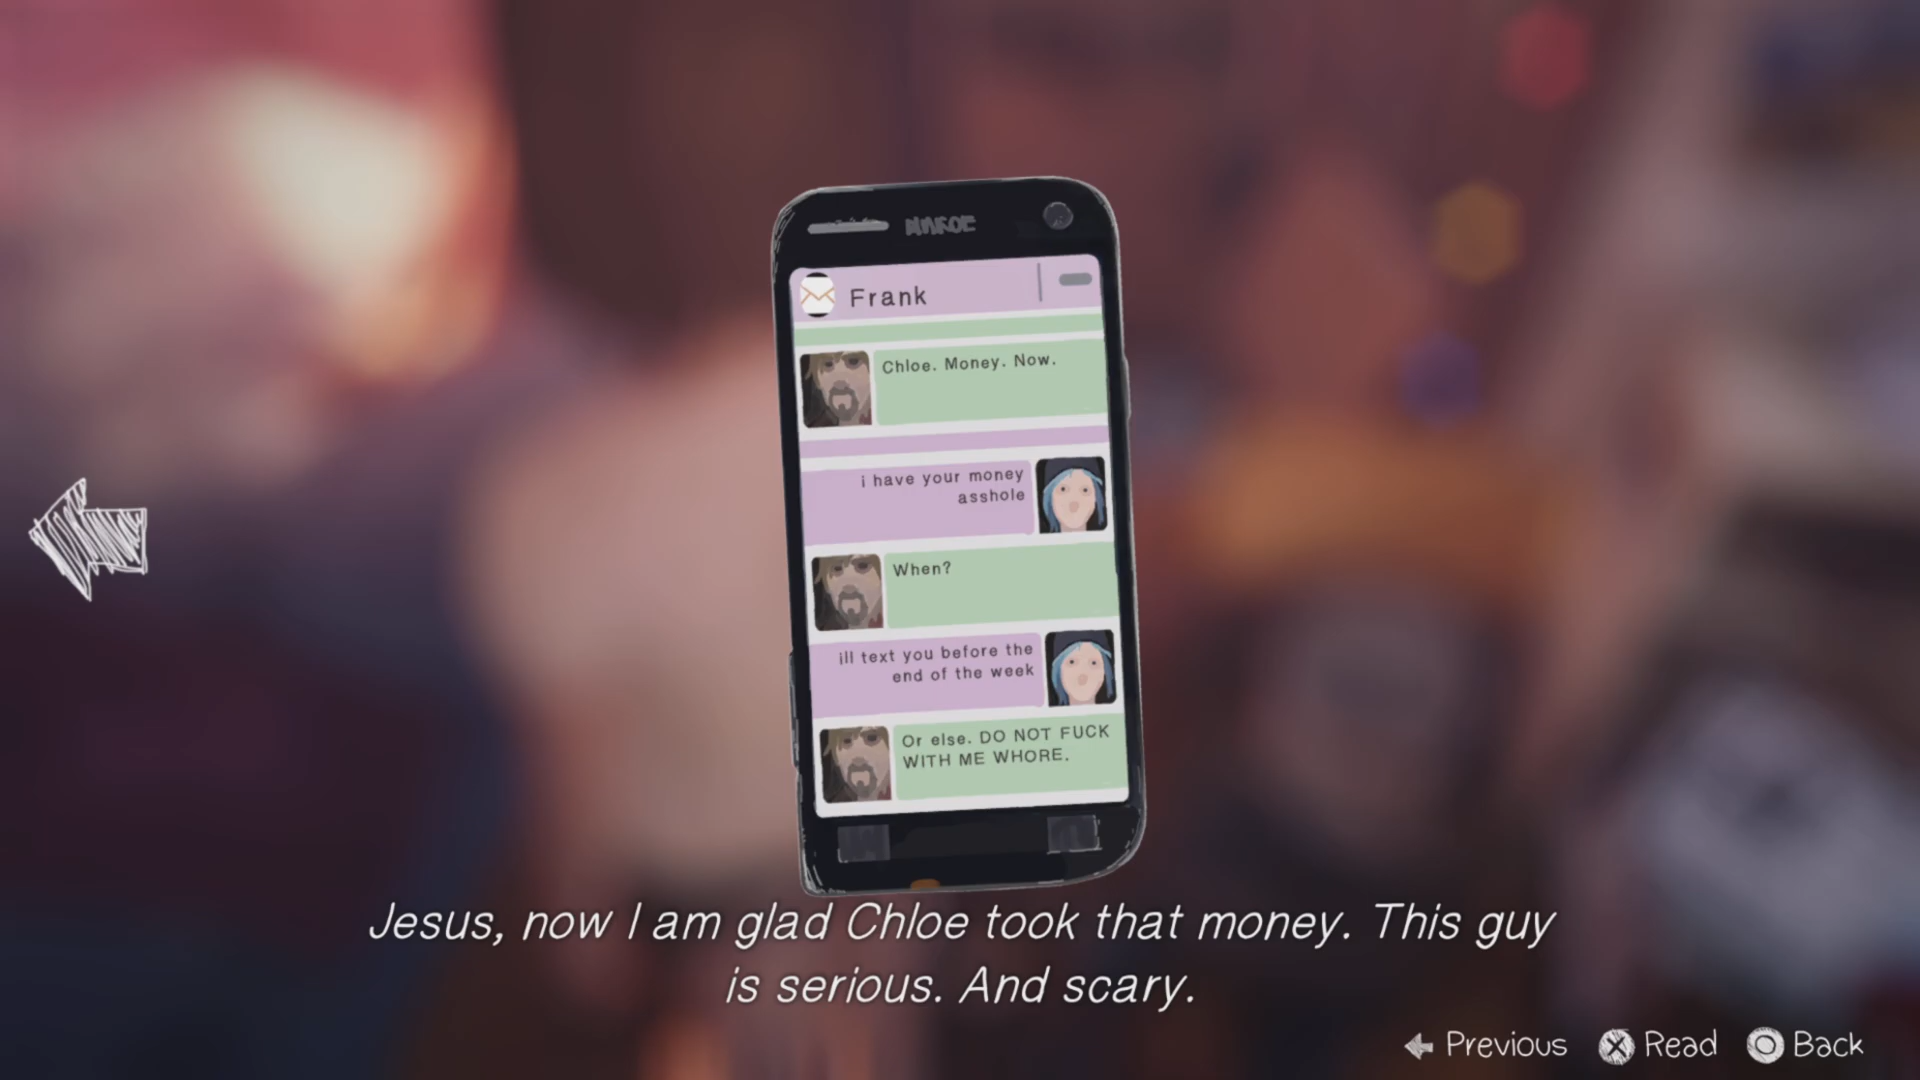 Frank
Chloe. Money. Now.
i have your money
asshole
When?
ill text you before the
end of the week
Or else. DO NOT FUCK
WITH ME WHORE.
Jesus, now I am glad Chloe took that money. This guy
is serious. And scary.
Previous Read Back